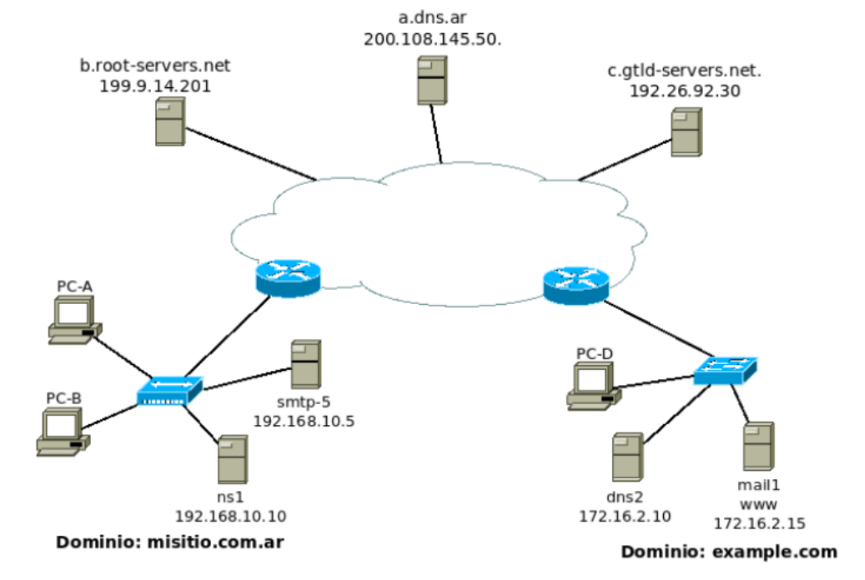 a.dns.ar
200.108.145.50.
b.root-servers.net
199.9.14.201
c.gtld-servers.net.
192.26.92.30
PC-A
PC-B
smtp-5
192.168.10.5
ns1
192.168.10.10
Dominio: misitio.com.ar
PC-D
dns2
172.16.2.10
mail1
www
172.16.2.15
Dominio: example.com